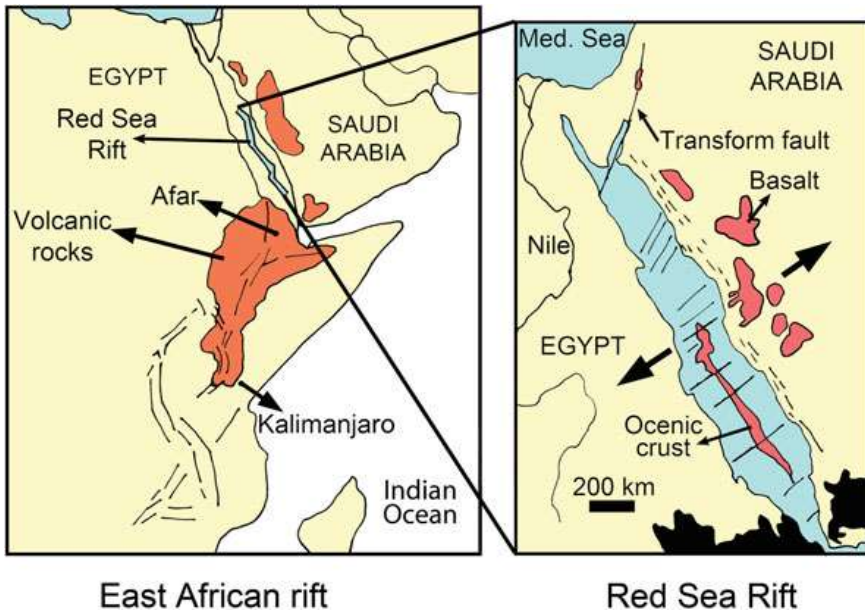 EGYPT
Red Sea
Rift
SAUDI
ARABIA
Afar
Volcanic
rocks
Kalimanjaro
Indian
Ocean
East African rift
Med. Sea
SAUDI
ARABIA
Transform fault
Basalt
Nile
EGYPT
Ocenic
crust
200 km
Red Sea Rift